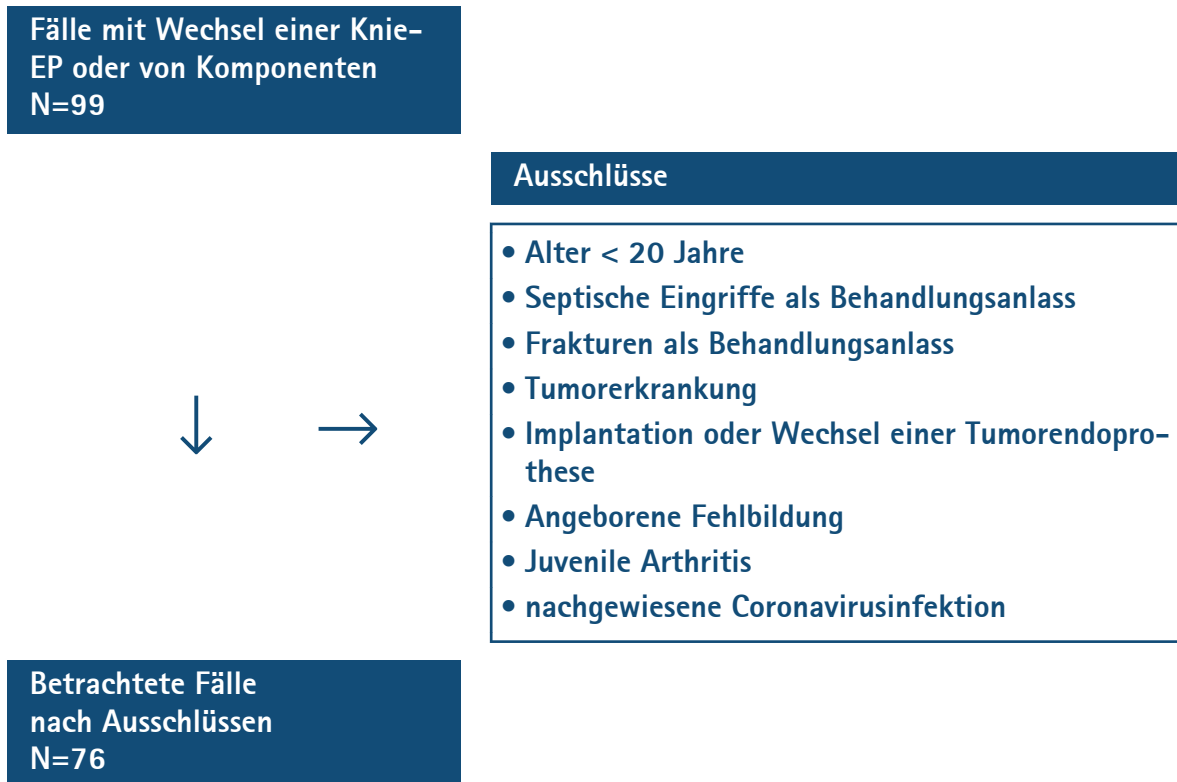 Fälle mit Wechsel einer Knie-
EP oder von Komponenten
N=99
Ausschlüsse
• Alter < 20 Jahre
• Septische Eingriffe als Behandlungsanlass
• Frakturen als Behandlungsanlass
• Tumorerkrankung
• Implantation oder Wechsel einer Tumorendopro-
these
• Angeborene Fehlbildung
• Juvenile Arthritis
• nachgewiesene Coronavirusinfektion
Betrachtete Fälle
nach Ausschlüssen
N=76